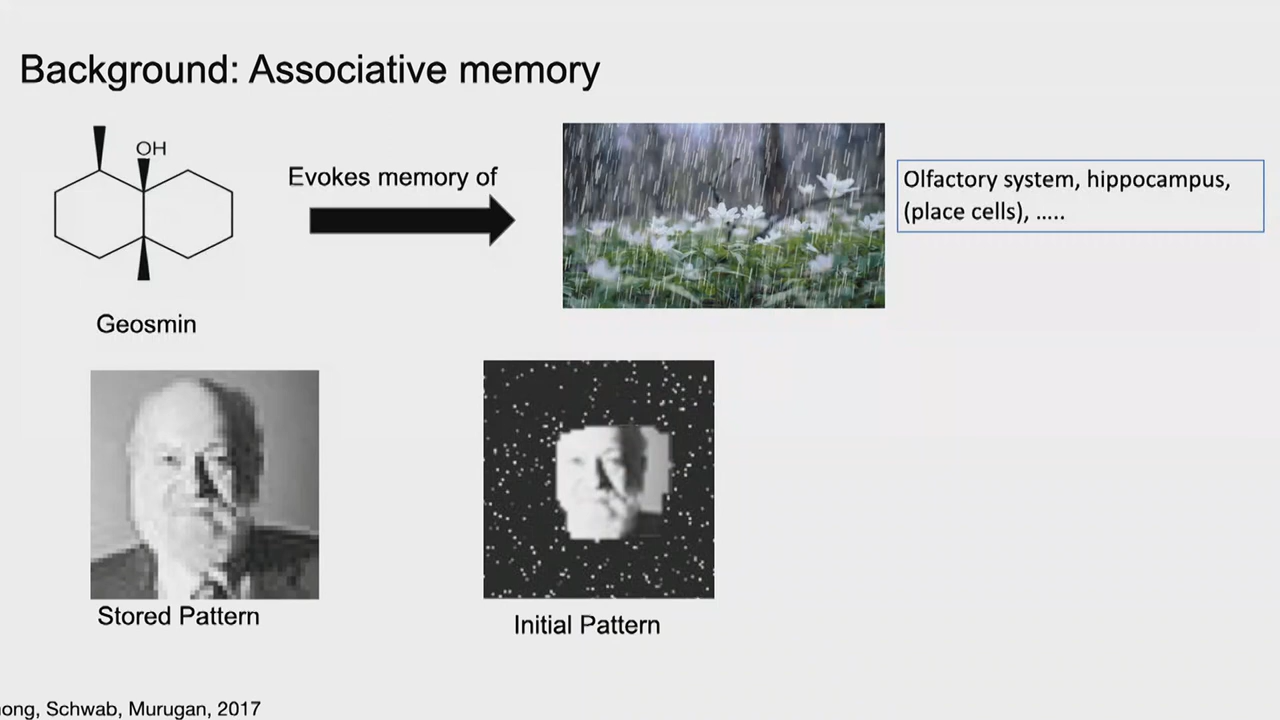 Background: Associative memory
OH
Evokes memory of
Olfactory system, hippocampus,
(place cells), .....
Geosmin
Stored Pattern
Initial Pattern
Schwab, Murugan, 2017